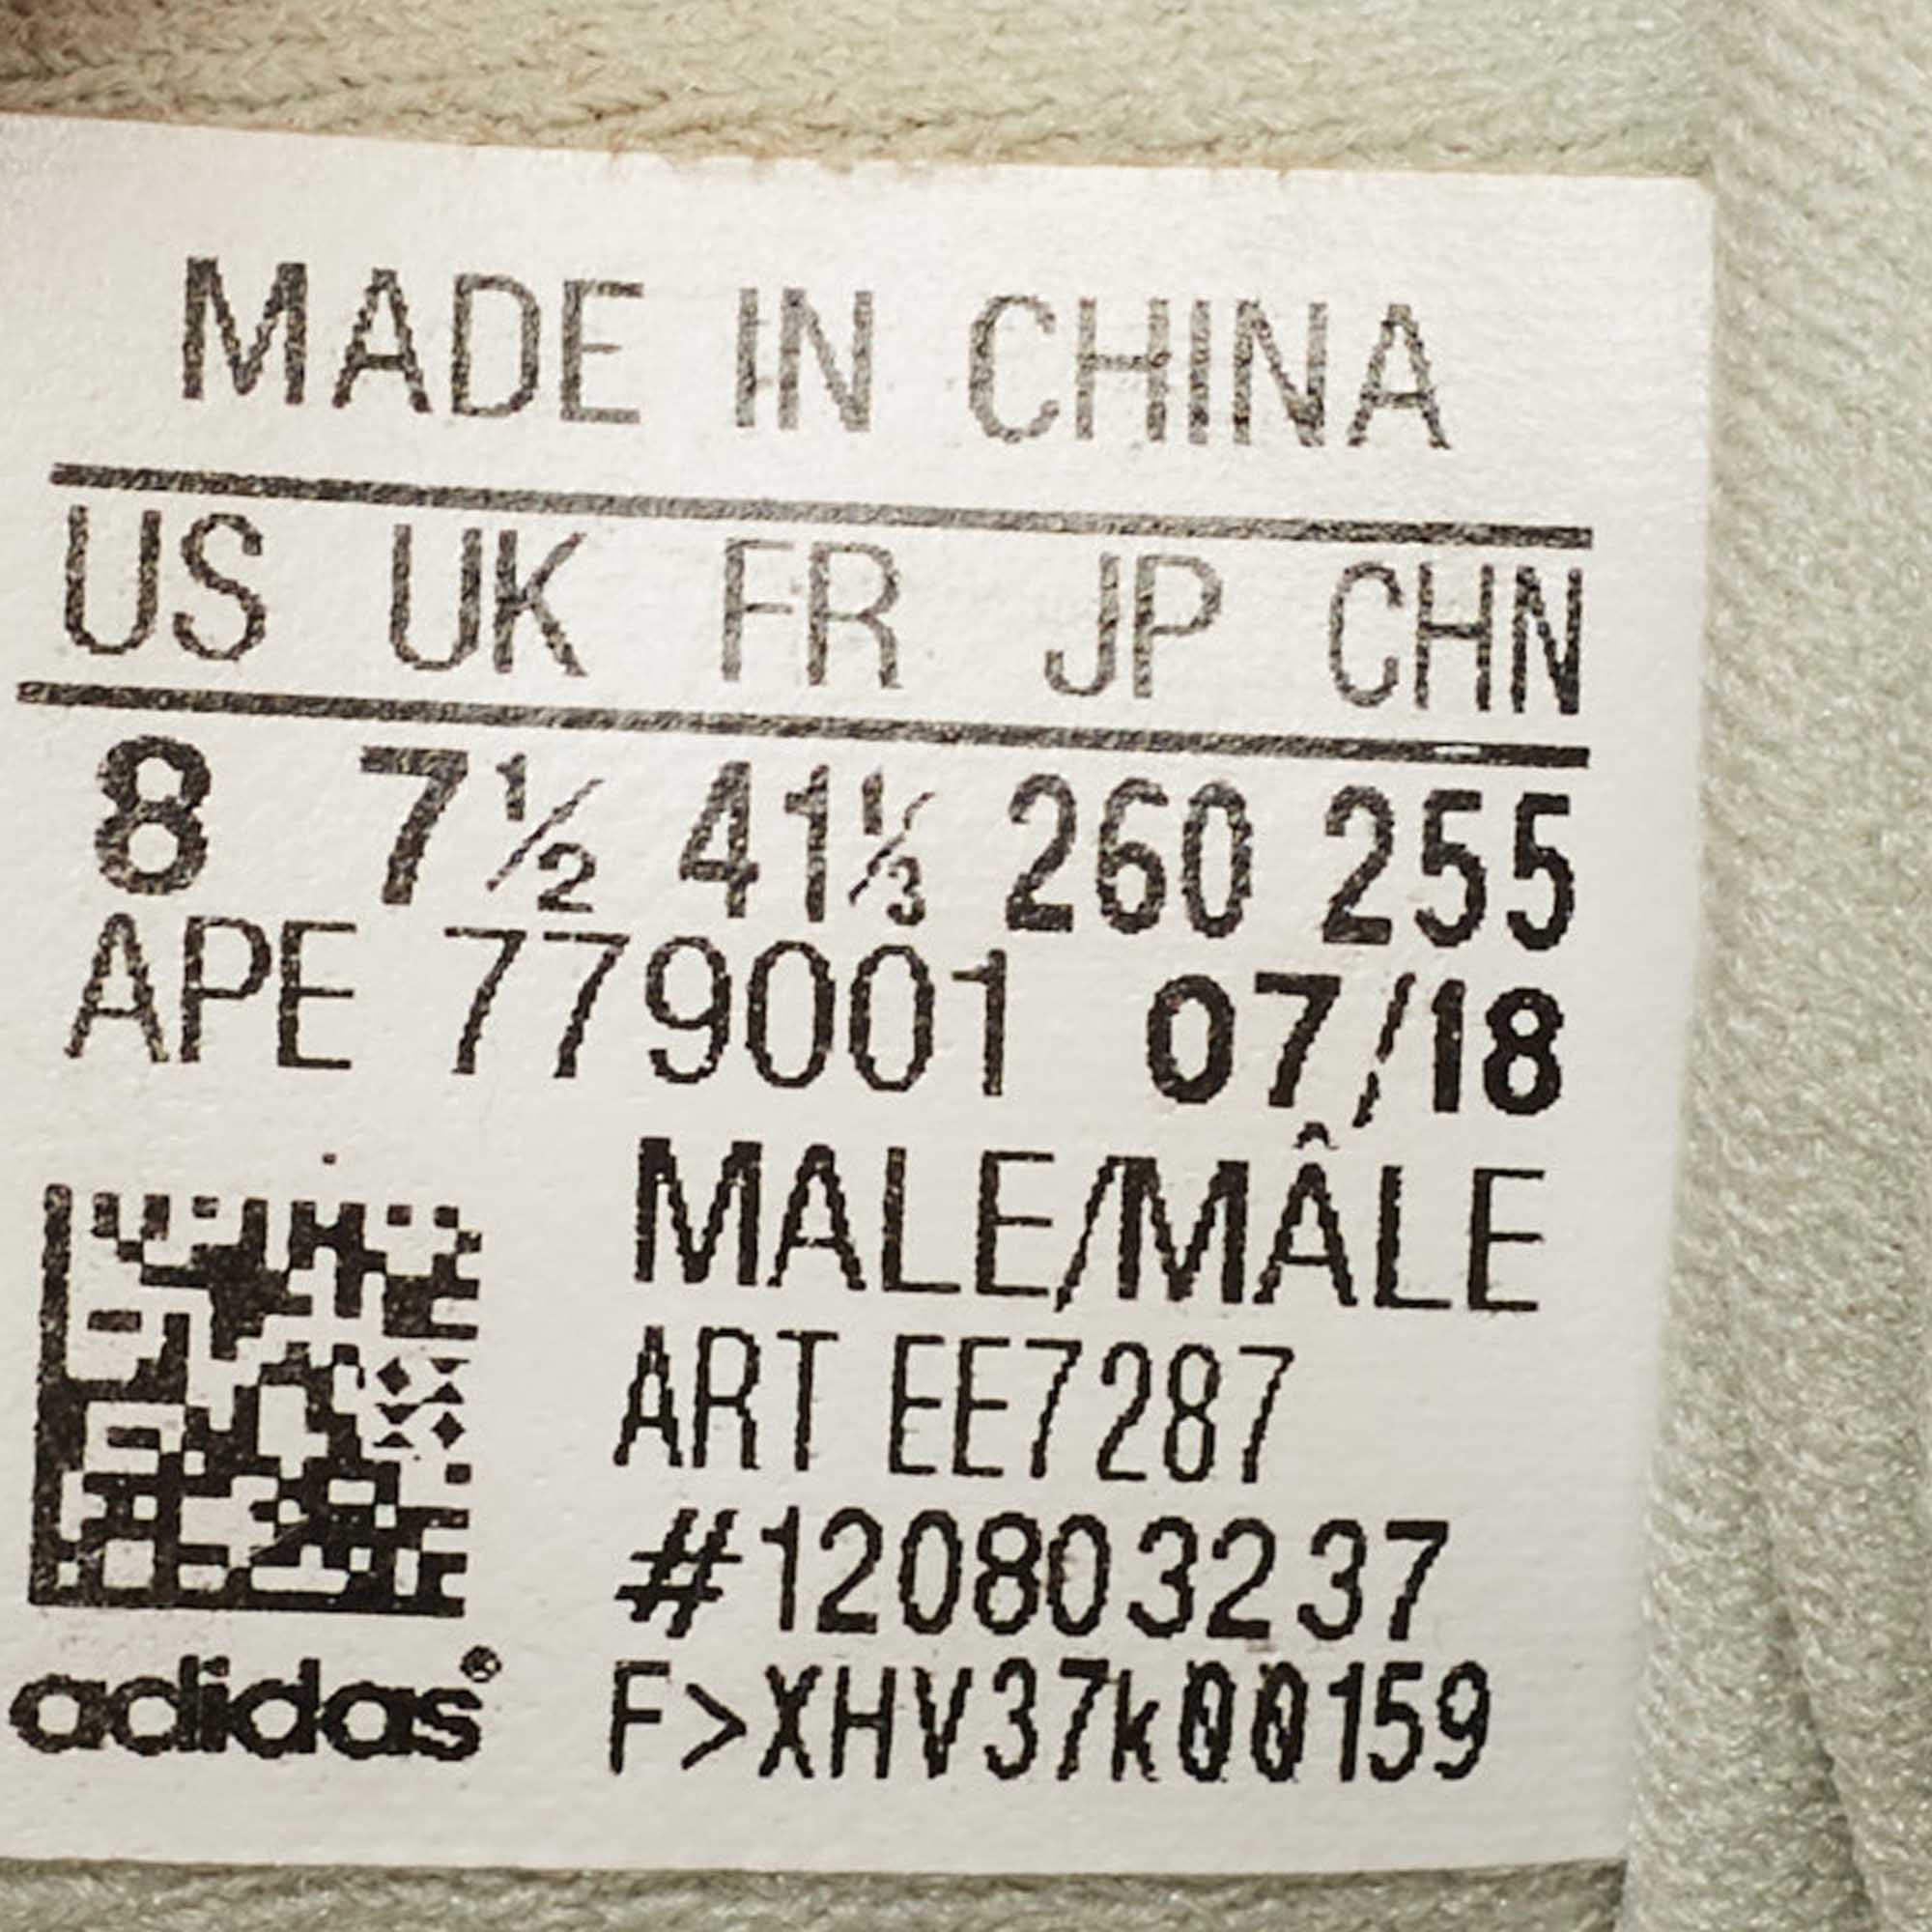 MADE IN CHINA
US UK FR JP CHN
8 7½ 41⅓ 260 255
APE 779001 07/18
MALE/MÂLE
ART EE7287
#120803237
F>XHV37k00159
adidas®